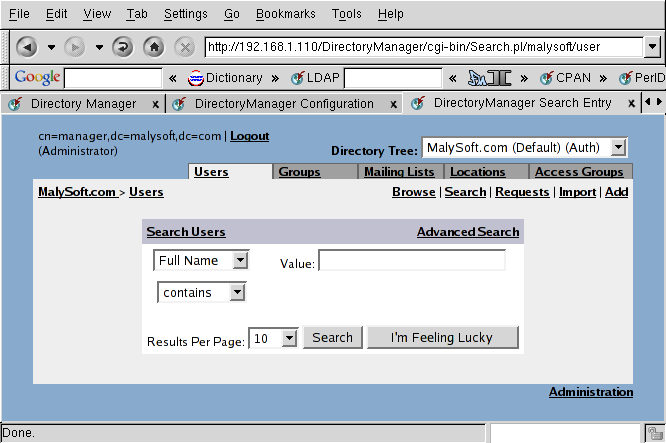 File Edit View Tab Settings Go Bookmarks Tools Help
http://192.168.1.110/DirectoryManager/cgi-bin/Search.pl/malysoft/user
Google « Dictionary » LDAP « » CPAN » PerlD
Directory Manager x DirectoryManager Configuration x DirectoryManager Search Entry x
cn=manager,dc=malysoft,dc=com | Logout
(Administrator)
Directory Tree: MalySoft.com (Default) (Auth)
Users Groups Mailing Lists Locations Access Groups
MalySoft.com > Users Browse | Search | Requests | Import | Add
Search Users Advanced Search
Full Name Value:
contains
Results Per Page: 10 Search I'm Feeling Lucky
Administration
Done.